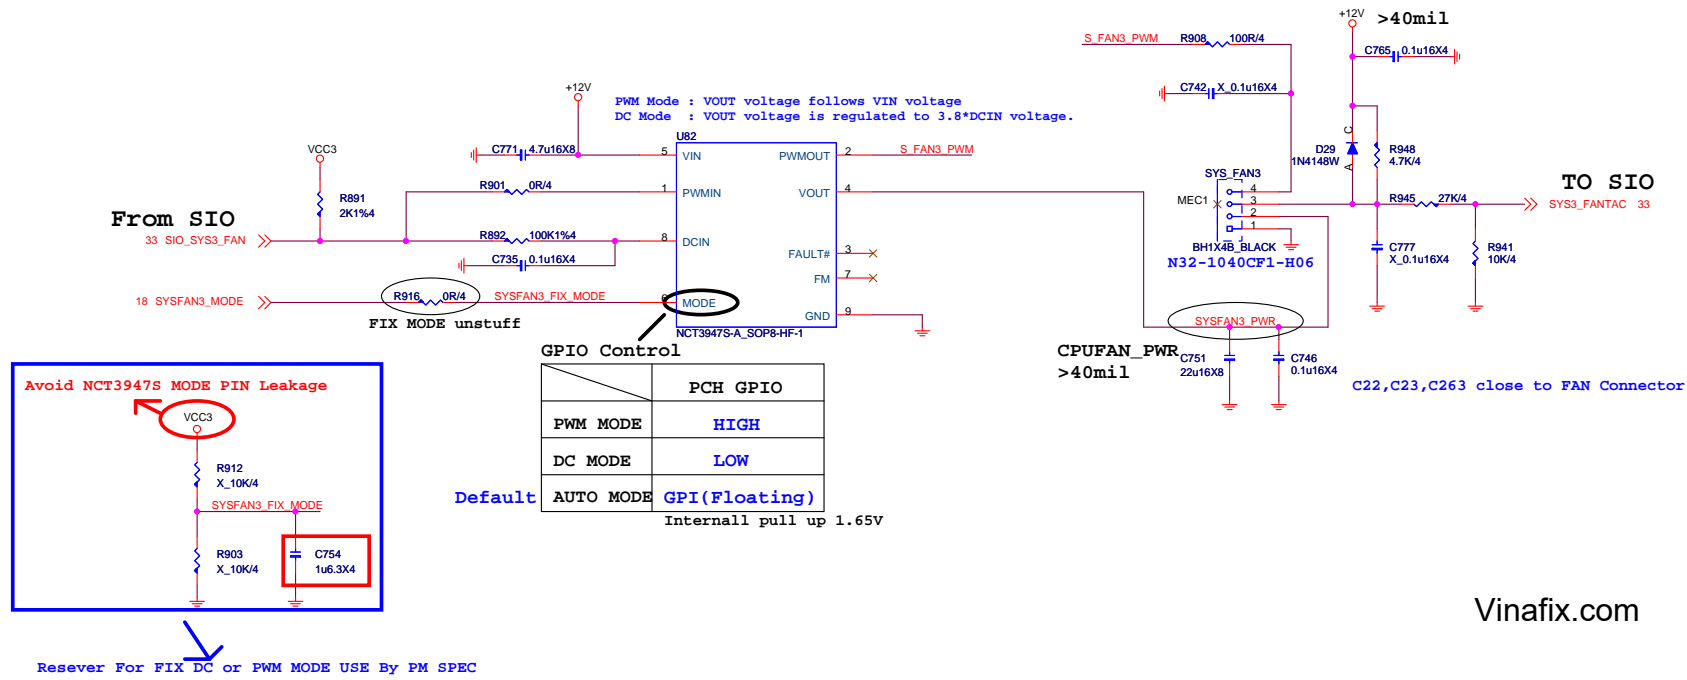 +12V
>40mil
S_FAN3_PWM
R908
100R/4
C765
0.1u16X4
+12V
C742
X_0.1u16X4
PWM Mode : VOUT voltage follows VIN voltage
DC Mode : VOUT voltage is regulated to 3.8*DCIN voltage.
U82
VCC3
C771
4.7u16X8
5
VIN
PWMOUT
2
S_FAN3_PWM
D29
1N4148W
C
A
R948
4.7K/4
R901
0R/4
1
PWMIN
VOUT
4
SYS_FAN3
MEC1
4
3
2
1
R891
2K1%4
From SIO
33 SIO_SYS3_FAN
R892
100K1%4
8
DCIN
R945
27K/4
TO SIO
SYS3_FANTAC 33
C735
0.1u16X4
FAULT#
3
BH1X4B_BLACK
N32-1040CF1-H06
C777
X_0.1u16X4
R941
10K/4
FM
7
18 SYSFAN3_MODE
R916
0R/4
SYSFAN3_FIX_MODE
6
MODE
FIX MODE unstuff
GND
9
NCT3947S-A_SOP8-HF-1
SYSFAN3_PWR
GPIO Control
CPUFAN_PWR
>40mil
C751
22u16X8
C746
0.1u16X4
C22,C23,C263 close to FAN Connector
PCH GPIO
PWM MODE
HIGH
DC MODE
LOW
Default
AUTO MODE
GPI(Floating)
Internall pull up 1.65V
Avoid NCT3947S MODE PIN Leakage
VCC3
R912
X_10K/4
SYSFAN3_FIX_MODE
R903
X_10K/4
C754
1u6.3X4
Resever For FIX DC or PWM MODE USE By PM SPEC
Vinafix.com